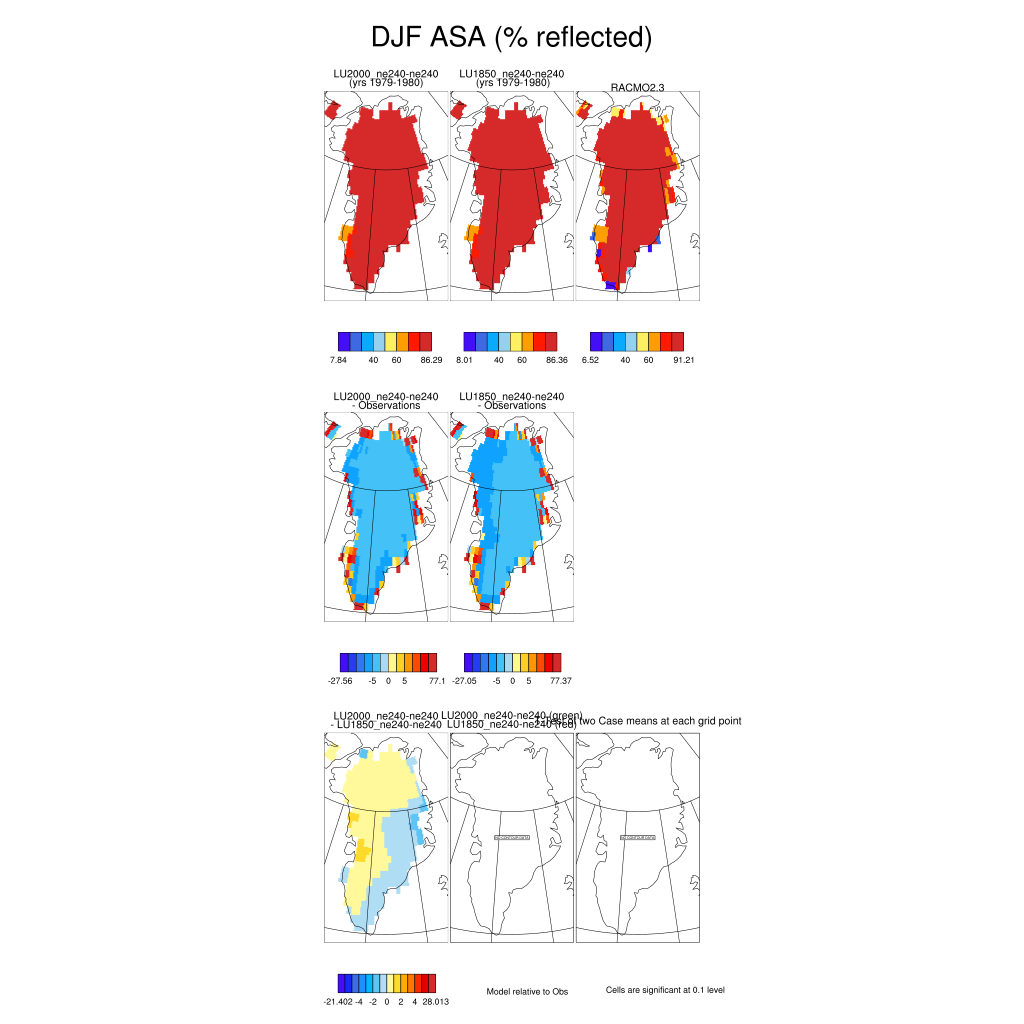 DJF ASA (% reflected)
LU2000_ne240-ne240
(yrs 1979-1980)
LU1850_ne240-ne240
(yrs 1979-1980)
RACMO2.3
7.84 40 60 86.29
8.01 40 60 86.36
6.52 40 60 91.21
LU2000_ne240-ne240
- Observations
LU1850_ne240-ne240
- Observations
-27.56 -5 0 5 77.1
-27.05 -5 0 5 77.37
LU2000_ne240-ne240
- LU1850_ne240-ne240
LU2000_ne240-ne240 (green)
LU1850_ne240-ne240 (red)
of two Case means at each grid point
-21.402 -4 -2 0 2 4 28.013
Model relative to Obs
Cells are significant at 0.1 level